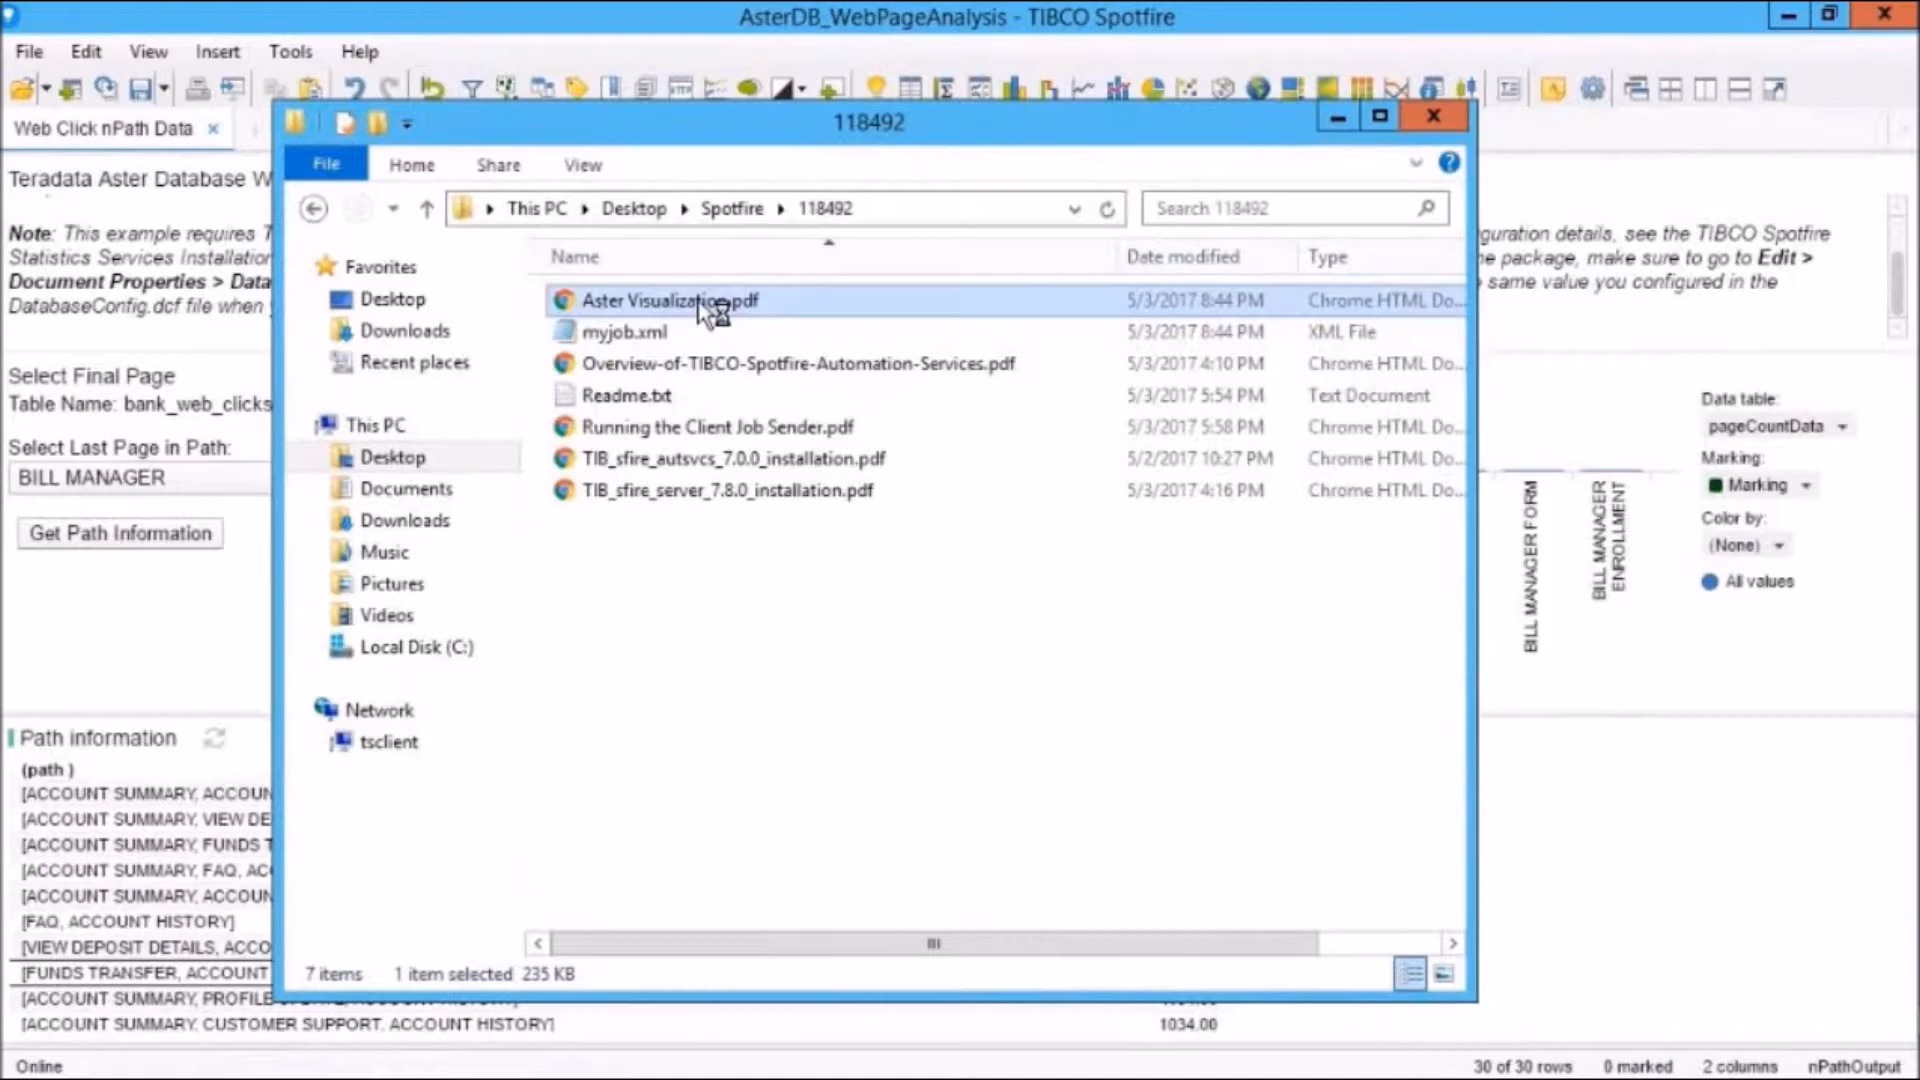 AsterDB_WebPageAnalysis - TIBCO Spotfire
File Edit View Insert Tools Help
Web Click nPath Data
118492
File Home Share View
Teradata Aster Database W
This PC Desktop Spotfire 118492
Search 118492
Note: This example requires
guration details, see the TIBCO Spotfire
Statistics Services Installation
package, make sure to go to Edit >
Document Properties > Data
same value you configured in the
DatabaseConfig.dcf file when
Name Date modified Type
Favorites
Desktop
Downloads
Recent places
Aster Visualization.pdf 5/3/2017 8:44 PM Chrome HTML Do...
myjob.xml 5/3/2017 8:44 PM XML File
Overview-of-TIBCO-Spotfire-Automation-Services.pdf 5/3/2017 4:10 PM Chrome HTML Do...
Readme.txt 5/3/2017 5:54 PM Text Document
Running the Client Job Sender.pdf 5/3/2017 5:58 PM Chrome HTML Do...
TIB_sfire_autsvcs_7.0.0_installation.pdf 5/2/2017 10:27 PM Chrome HTML Do...
TIB_sfire_server_7.8.0_installation.pdf 5/3/2017 4:16 PM Chrome HTML Do...
Select Final Page
Table Name: bank_web_clicks
Select Last Page in Path:
BILL MANAGER
Get Path Information
This PC
Desktop
Documents
Downloads
Music
Pictures
Videos
Local Disk (C:)
Network
tsclient
Data table:
pageCountData
Marking:
Marking
Color by:
(None)
All values
BILL MANAGER FORM
BILL MANAGER
ENROLLMENT
Path information
(path )
[ACCOUNT SUMMARY, ACCOUN
[ACCOUNT SUMMARY, VIEW DE
[ACCOUNT SUMMARY, FUNDS T
[ACCOUNT SUMMARY, FAQ, AC
[ACCOUNT SUMMARY, ACCOUN
[FAQ, ACCOUNT HISTORY]
[VIEW DEPOSIT DETAILS, ACCO
[FUNDS TRANSFER, ACCOUNT
[ACCOUNT SUMMARY, PROFILE
[ACCOUNT SUMMARY, CUSTOMER SUPPORT, ACCOUNT HISTORY] 1034.00
7 items 1 item selected 235 KB
Online 30 of 30 rows 0 marked 2 columns nPathOutput